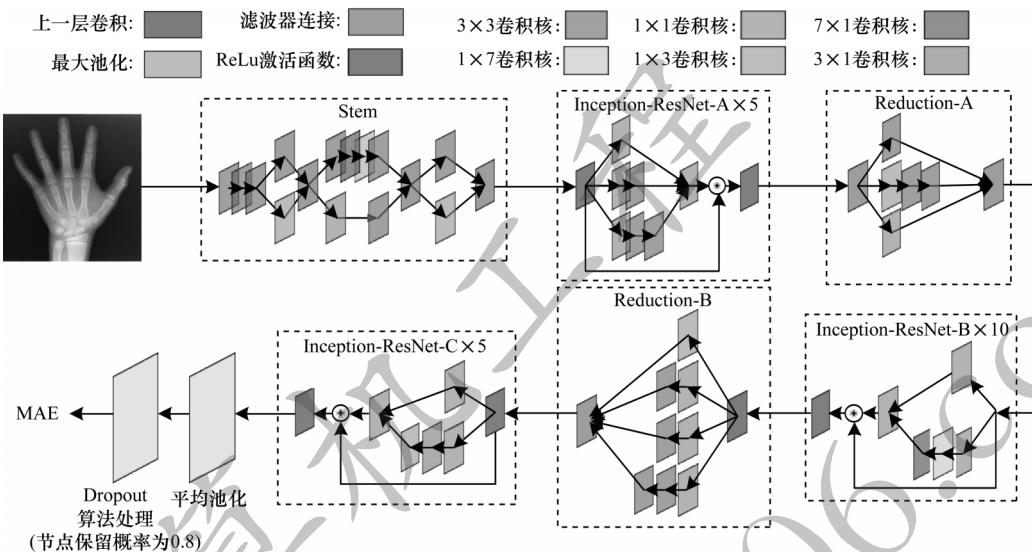 上一层卷积: 滤波器连接: 3×3卷积核: 1×1卷积核: 7×1卷积核:
最大池化: ReLu激活函数: 1×7卷积核: 1×3卷积核: 3×1卷积核:
Stem Inception-ResNet-A×5 Reduction-A
Reduction-B
Inception-ResNet-C×5 Inception-ResNet-B×10
MAE
Dropout 平均池化
算法处理
(节点保留概率为0.8)